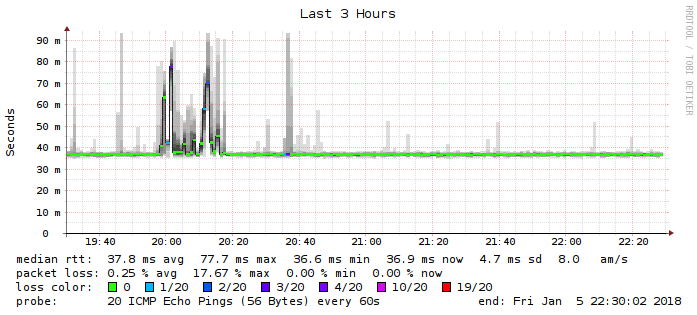 Last 3 Hours
RRDTOOL / TOBI OETIKER
Seconds
90 m
80 m
70 m
60 m
50 m
40 m
30 m
20 m
10 m
0
19:40 20:00 20:20 20:40 21:00 21:20 21:40 22:00 22:20
median rtt: 37.8 ms avg 77.7 ms max 36.6 ms min 36.9 ms now 4.7 ms sd 8.0 am/s
packet loss: 0.25 % avg 17.67 % max 0.00 % min 0.00 % now
loss color: 0 1/20 2/20 3/20 4/20 10/20 19/20
probe: 20 ICMP Echo Pings (56 Bytes) every 60s end: Fri Jan 5 22:30:02 2018